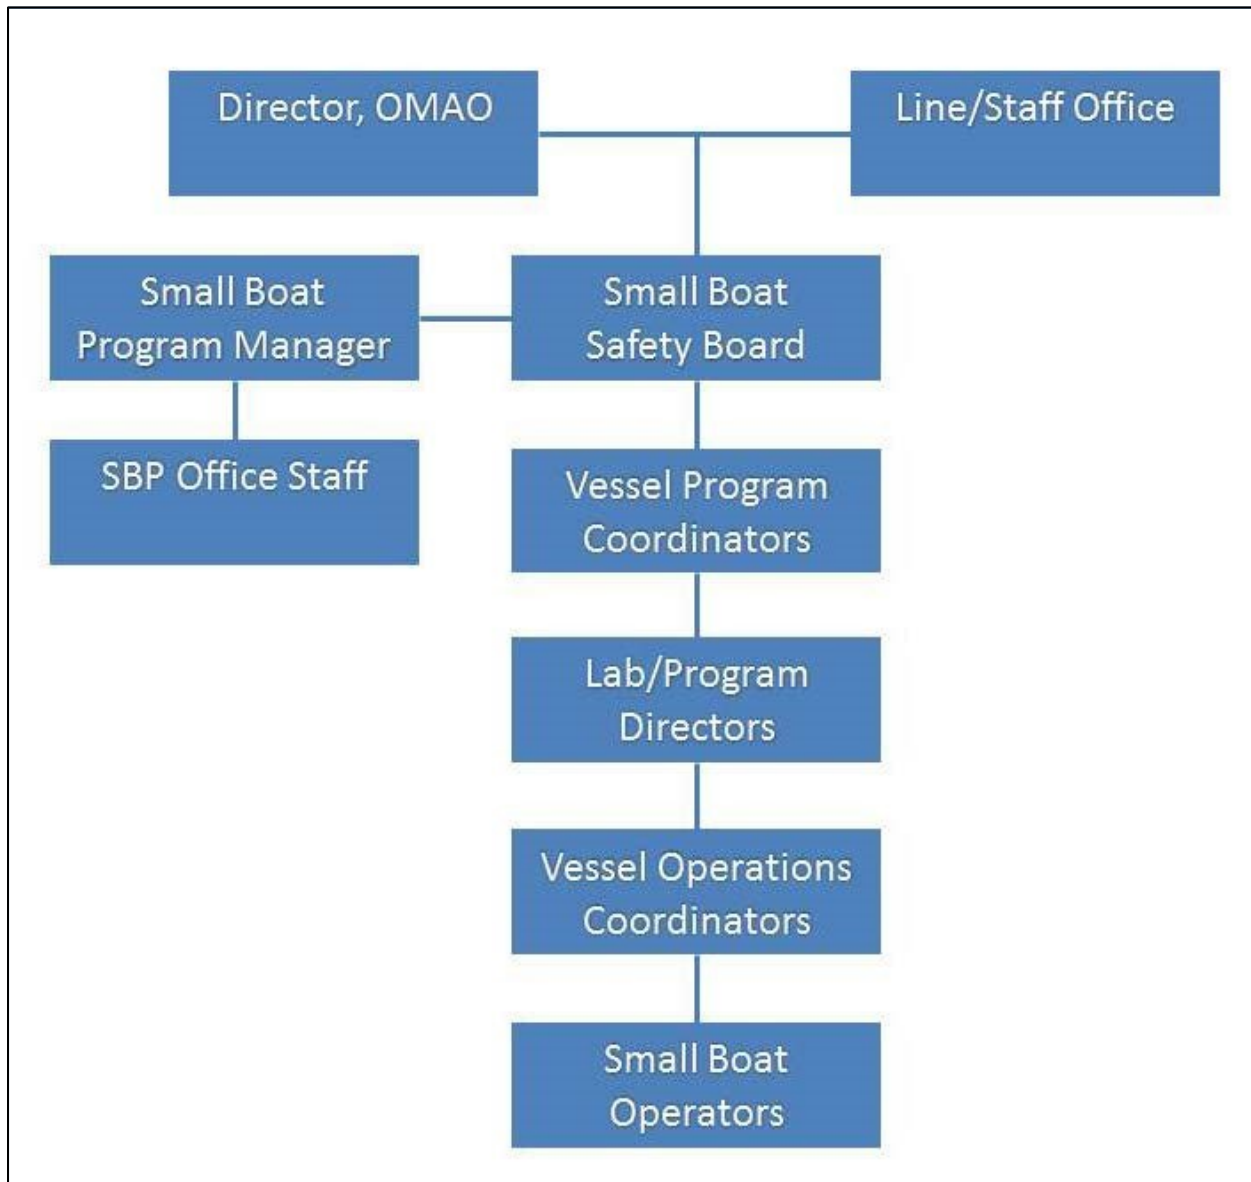 Director, OMAO
Line/Staff Office
Small Boat
Program Manager
Small Boat
Safety Board
SBP Office Staff
Vessel Program
Coordinators
Lab/Program
Directors
Vessel Operations
Coordinators
Small Boat
Operators